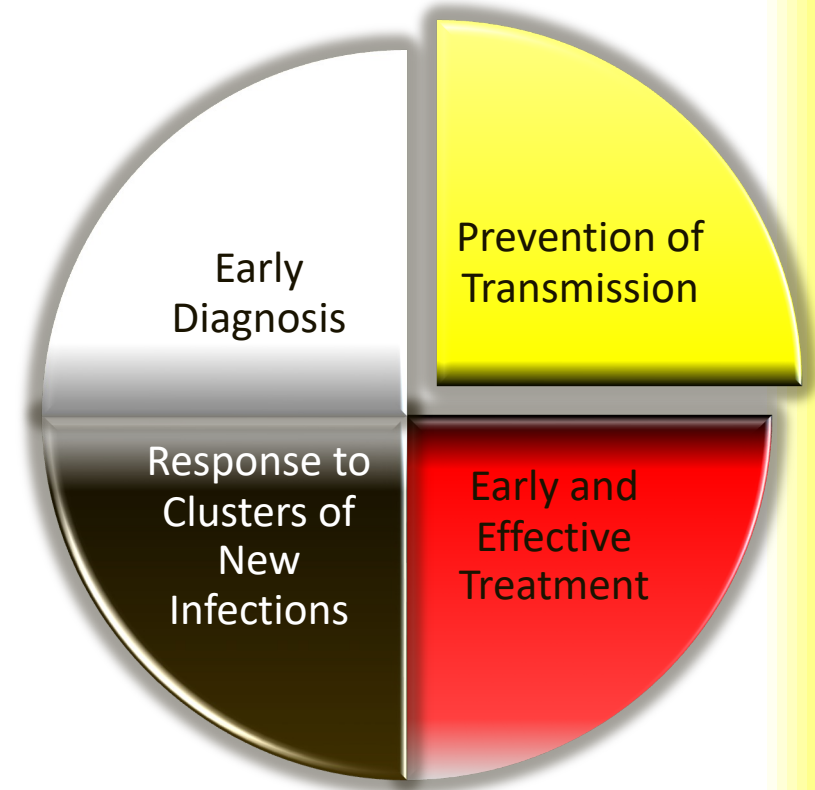 Early
Diagnosis
Prevention of
Transmission
Response to
Clusters of
New
Infections
Early and
Effective
Treatment